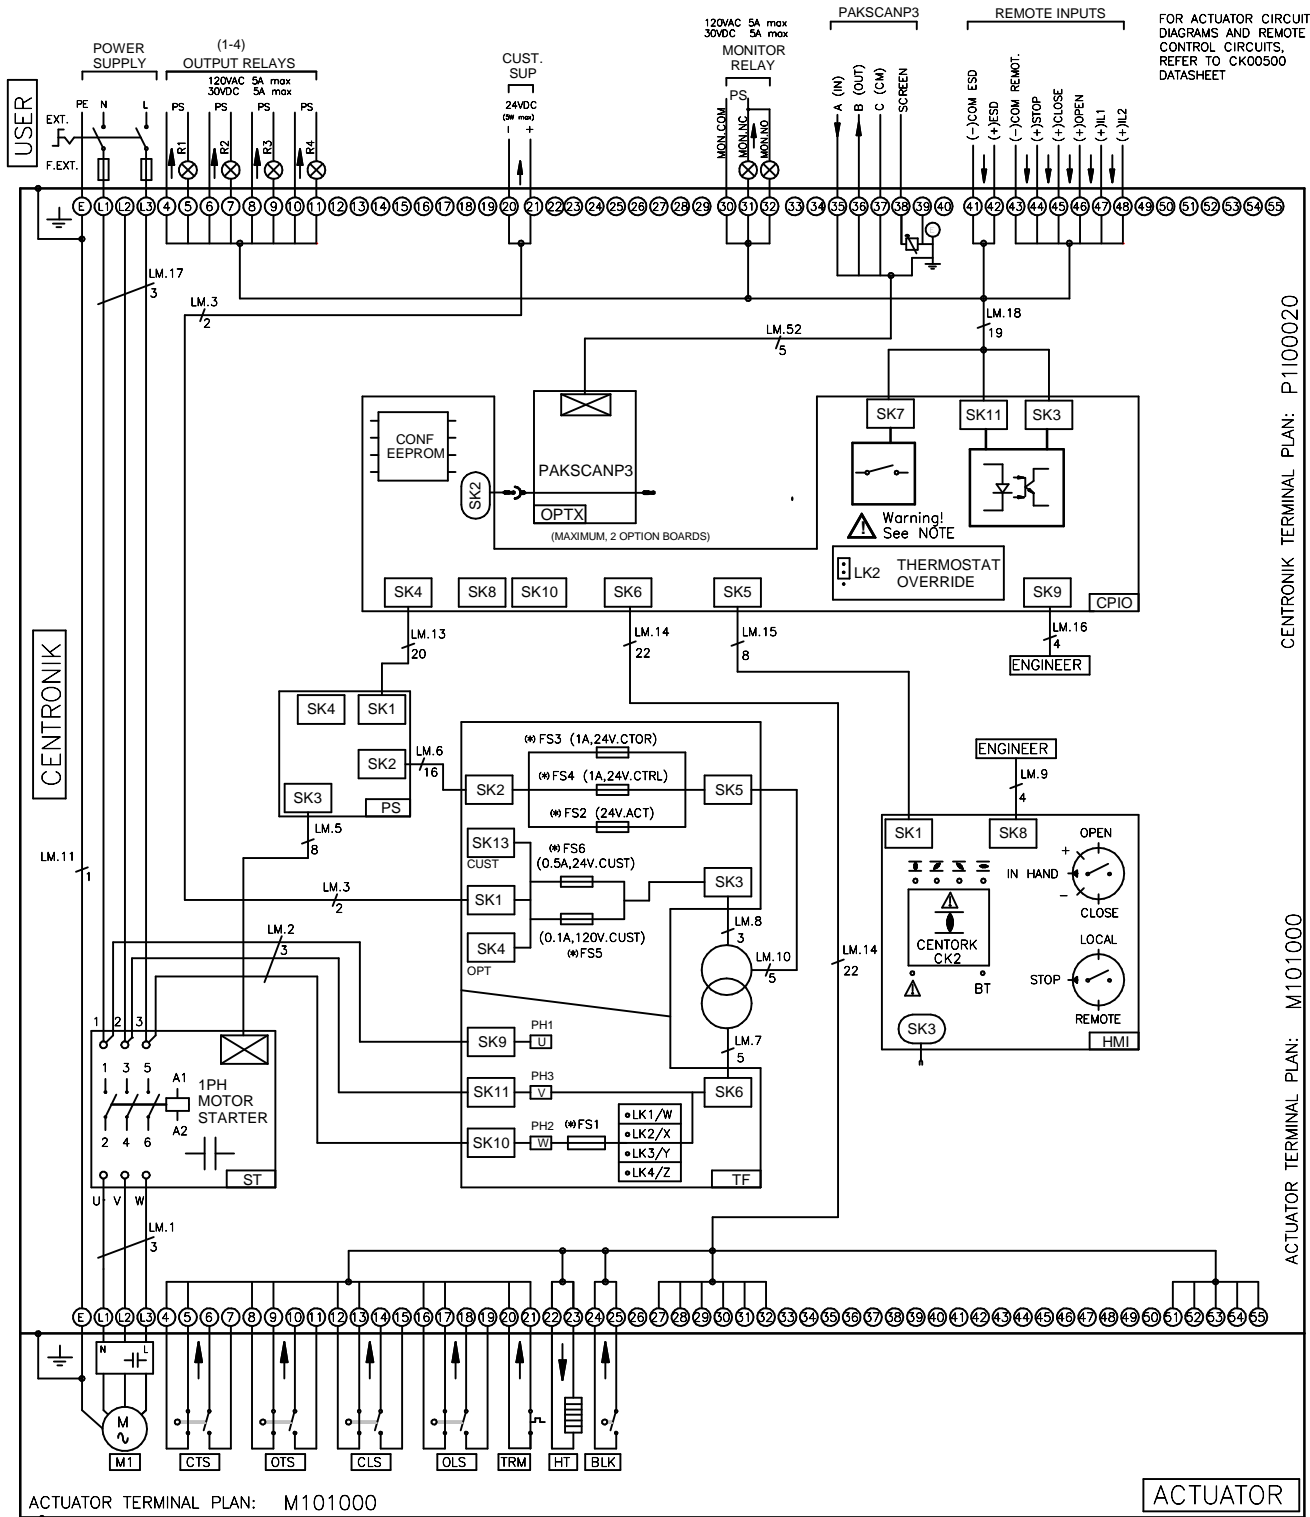 PAKSCANP3
REMOTE INPUTS
FOR ACTUATOR CIRCUIT
DIAGRAMS AND REMOTE
CONTROL CIRCUITS,
REFER TO CK00500
DATASHEET
POWER
SUPPLY
(1-4)
OUTPUT RELAYS
120VAC 5A max
30VDC 5A max
CUST.
SUP
24VDC
(5W max)
- +
120VAC 5A max
30VDC 5A max
MONITOR
RELAY
PS
MON.COM
MON.NC
MON.NO
A (IN)
B (OUT)
C (CM)
SCREEN
(-)COM ESD
(+)ESD
(-)COM REMOT.
(+)STOP
(+)CLOSE
(+)OPEN
(+)IL1
(+)IL2
USER
PE N L
EXT.
F.EXT.
PS R1 PS R2 PS R3 PS R4
E L1 L2 L3 4 5 6 7 8 9 10 11 12 13 14 15 16 17 18 19 20 21 22 23 24 25 26 27 28 29 30 31 32 33 34 35 36 37 38 39 40 41 42 43 44 45 46 47 48 49 50 51 52 53 54 55
LM.17
3
LM.3
2
LM.52
5
LM.18
19
CENTRONIK TERMINAL PLAN: P1I00020
CONF
EEPROM
SK2
PAKSCANP3
OPTX
(MAXIMUM, 2 OPTION BOARDS)
SK7
SK11
SK3
Warning!
See NOTE
LK2
THERMOSTAT
OVERRIDE
SK4
SK8
SK10
SK6
SK5
SK9
CPIO
LM.13
20
LM.14
22
LM.15
8
LM.16
4
ENGINEER
CENTRONIK
SK4
SK1
SK2
SK3
PS
LM.6
16
LM.5
8
LM.11
1
LM.3
2
LM.2
3
(*)FS3 (1A,24V.CTOR)
(*)FS4 (1A,24V.CTRL)
(*)FS2 (24V.ACT)
SK2
SK5
SK13
CUST
(*)FS6
(0.5A,24V.CUST)
SK1
SK3
SK4
OPT
(0.1A,120V.CUST)
(*)FS5
LM.8
3
LM.10
5
LM.7
5
LM.14
22
SK9
PH1
U
SK11
PH3
V
SK10
PH2
W
(*)FS1
LK1/W
LK2/X
LK3/Y
LK4/Z
SK6
TF
ENGINEER
LM.9
4
SK1
SK8
OPEN
+
IN HAND
-
CLOSE
LOCAL
STOP
REMOTE
CENTORK
CK2
BT
SK3
HMI
1 2 3
1 3 5
A1
A2
2 4 6
1PH
MOTOR
STARTER
ST
U V W
LM.1
3
ACTUATOR TERMINAL PLAN: M101000
E L1 L2 L3 4 5 6 7 8 9 10 11 12 13 14 15 16 17 18 19 20 21 22 23 24 25 26 27 28 29 30 31 32 33 34 35 36 37 38 39 40 41 42 43 44 45 46 47 48 49 50 51 52 53 54 55
N L
M
M1
CTS
OTS
CLS
OLS
TRM
HT
BLK
ACTUATOR TERMINAL PLAN: M101000
ACTUATOR